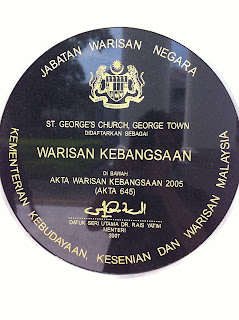 JABATAN WARISAN NEGARA
ST. GEORGE'S CHURCH, GEORGE TOWN
DIDAFTARKAN SEBAGAI
WARISAN KEBANGSAAN
DI BAWAH
AKTA WARISAN KEBANGSAAN 2005
(AKTA 645)
DATUK SERI UTAMA DR. RAIS YATIM
MENTERI
2007
KEMENTERIAN KEBUDAYAAN, KESENIAN DAN WARISAN MALAYSIA